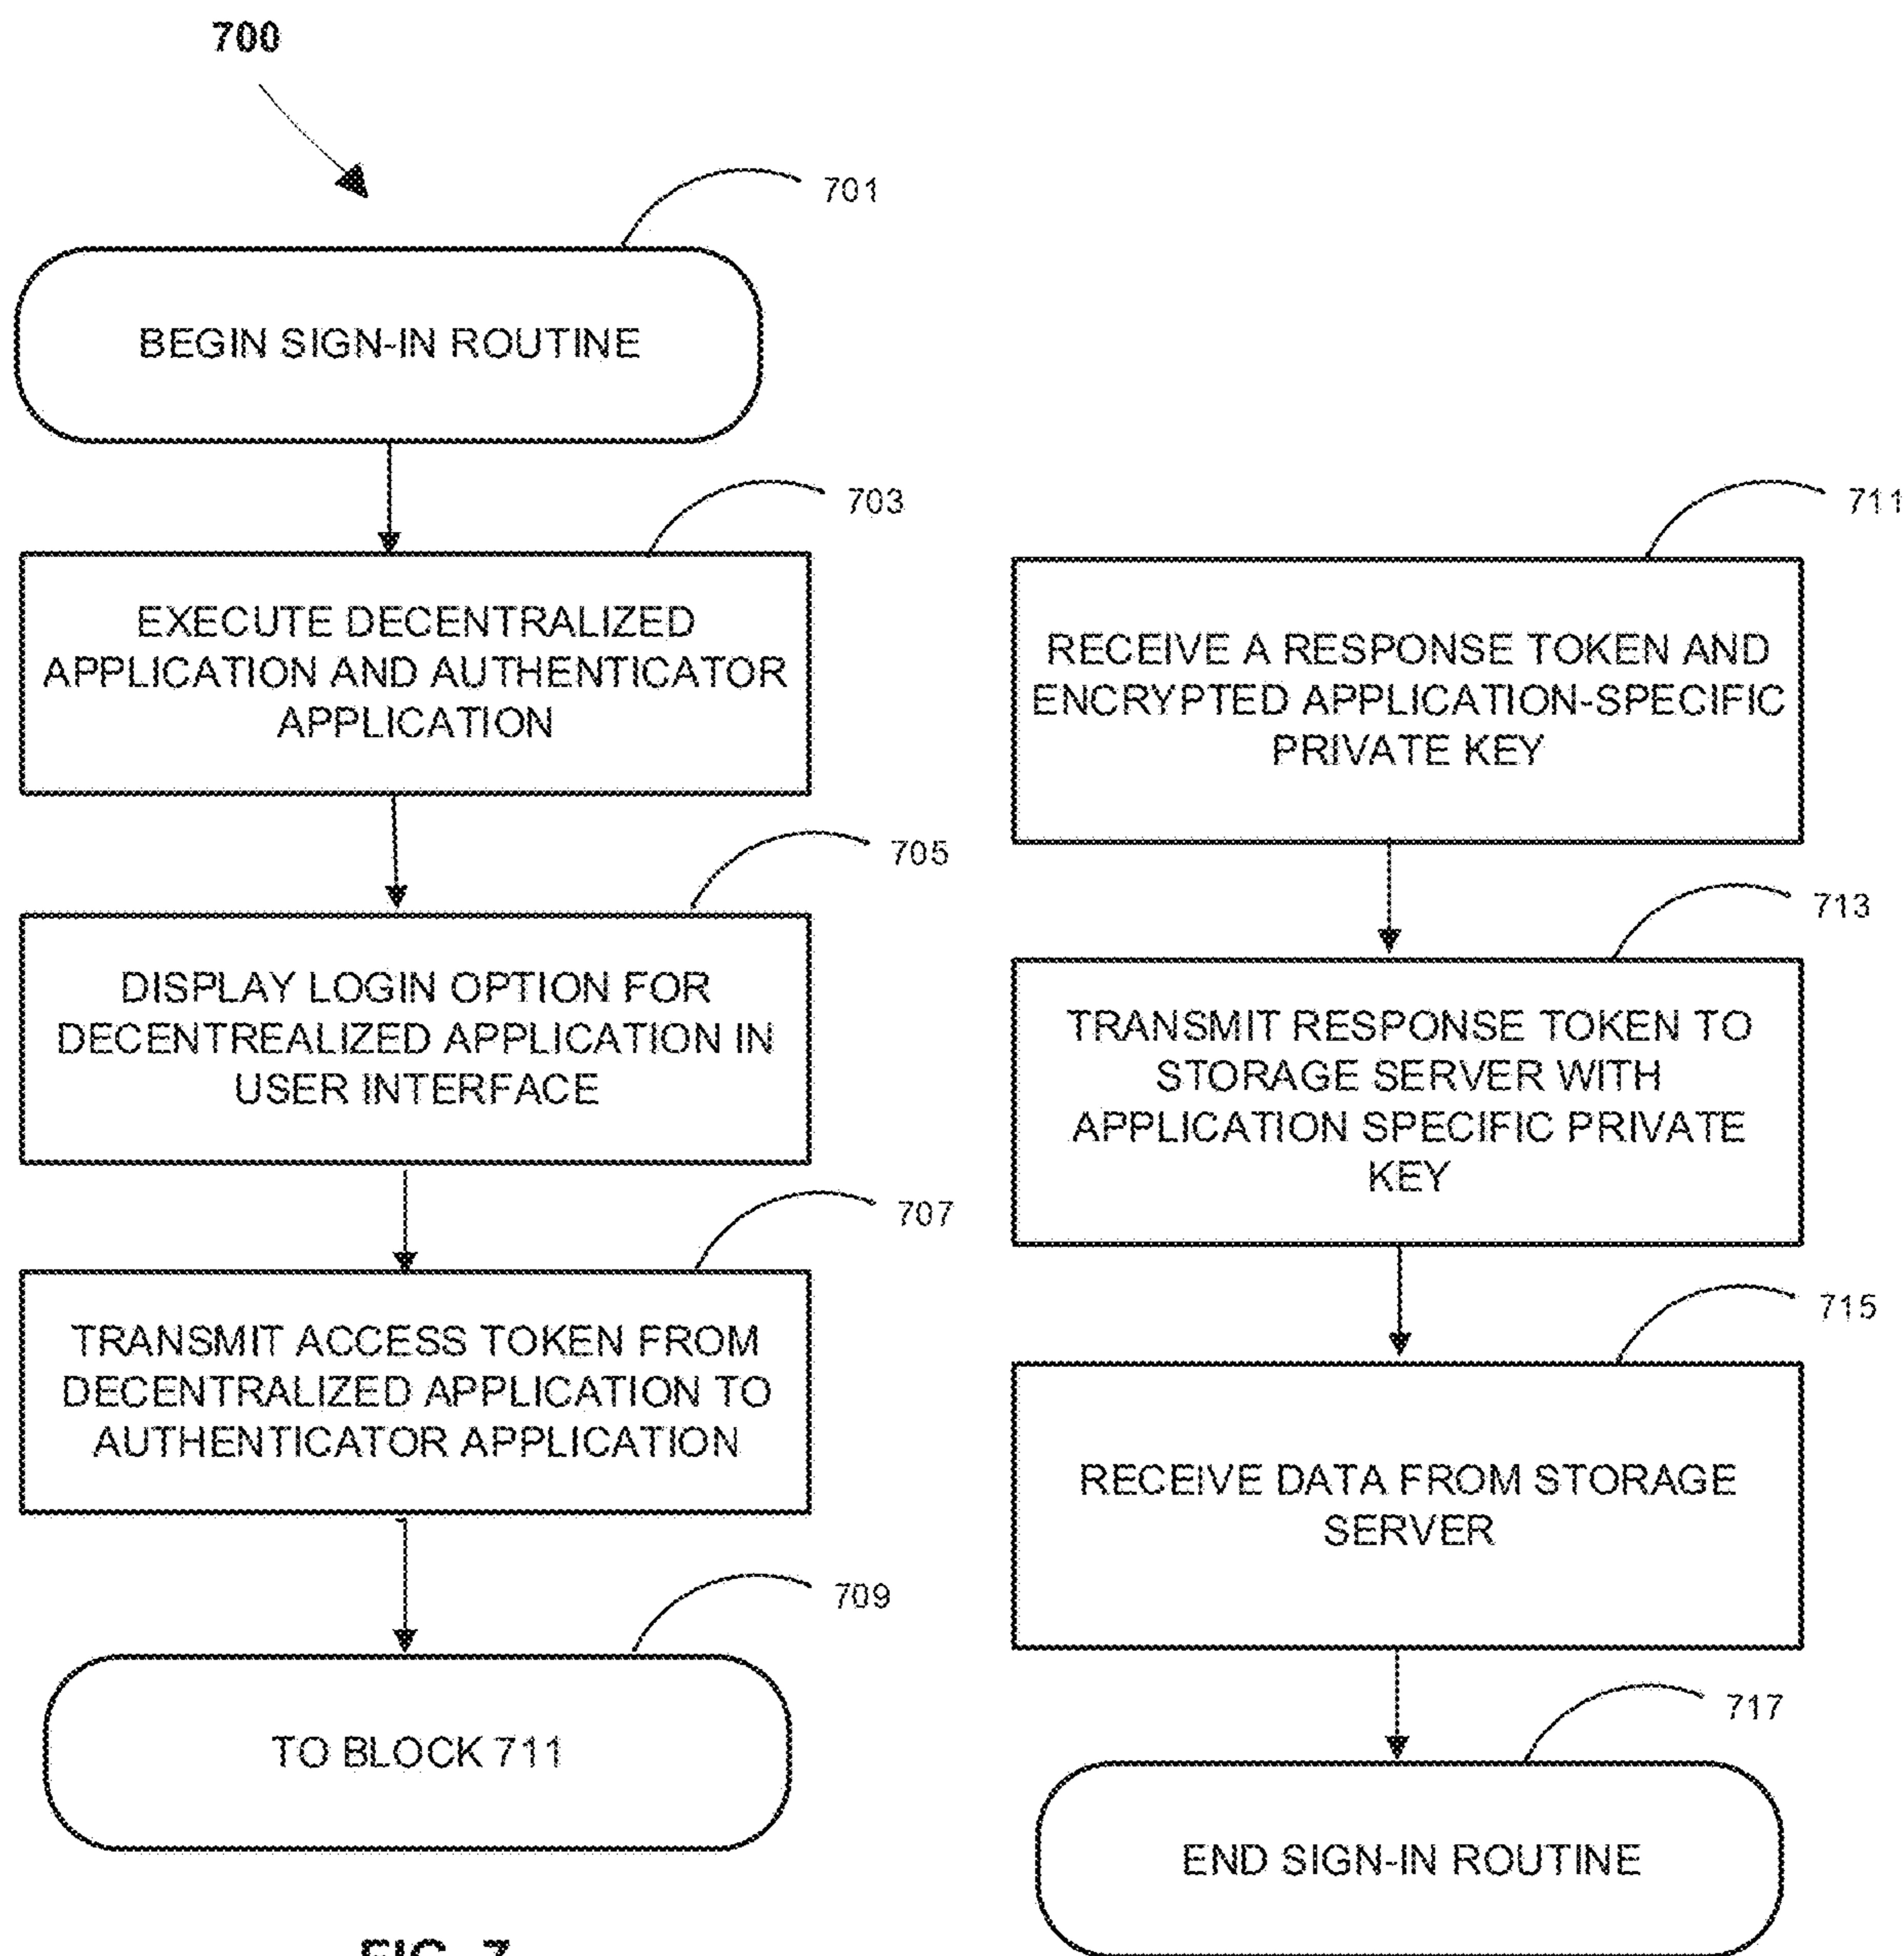 700
701
BEGIN SIGN-IN ROUTINE
703
EXECUTE DECENTRALIZED
APPLICATION AND AUTHENTICATOR
APPLICATION
705
DISPLAY LOGIN OPTION FOR
DECENTREALIZED APPLICATION IN
USER INTERFACE
707
TRANSMIT ACCESS TOKEN FROM
DECENTRALIZED APPLICATION TO
AUTHENTICATOR APPLICATION
709
TO BLOCK 711
711
RECEIVE A RESPONSE TOKEN AND
ENCRYPTED APPLICATION-SPECIFIC
PRIVATE KEY
713
TRANSMIT RESPONSE TOKEN TO
STORAGE SERVER WITH
APPLICATION SPECIFIC PRIVATE
KEY
715
RECEIVE DATA FROM STORAGE
SERVER
717
END SIGN-IN ROUTINE
FIG. 7